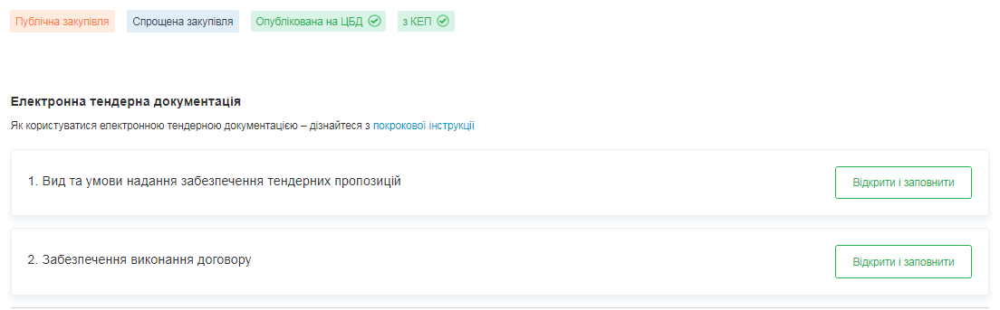 Публічна закупівля Спрощена закупівля Опублікована на ЦБД з КЕП
Електронна тендерна документація
Як користуватися електронною тендерною документацією – дізнайтеся з покрокової інструкції
1. Вид та умови надання забезпечення тендерних пропозицій Відкрити і заповнити
2. Забезпечення виконання договору Відкрити і заповнити